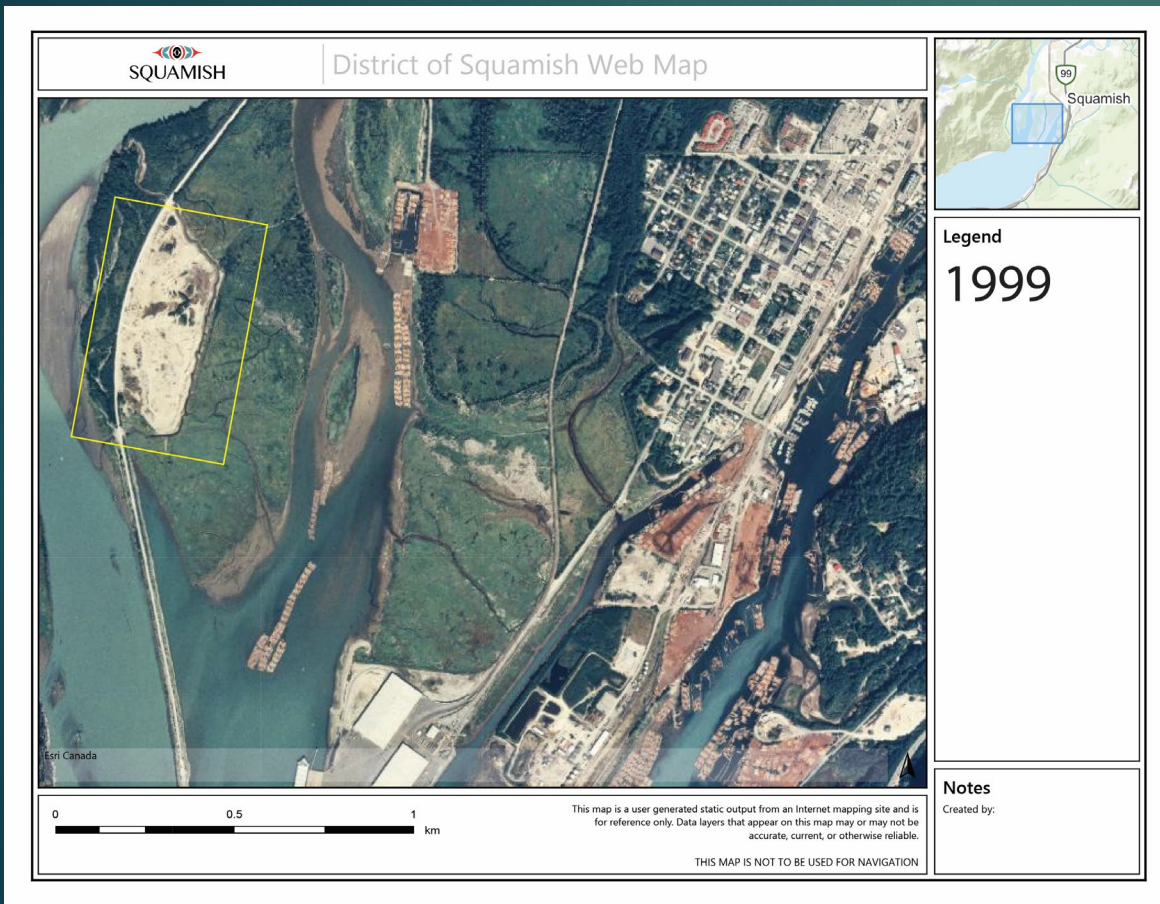 SQUAMISH
District of Squamish Web Map
99
Squamish
Legend
1999
Esri Canada
0 0.5 1
km
This map is a user generated static output from an Internet mapping site and is
for reference only. Data layers that appear on this map may or may not be
accurate, current, or otherwise reliable.
THIS MAP IS NOT TO BE USED FOR NAVIGATION
Notes
Created by: